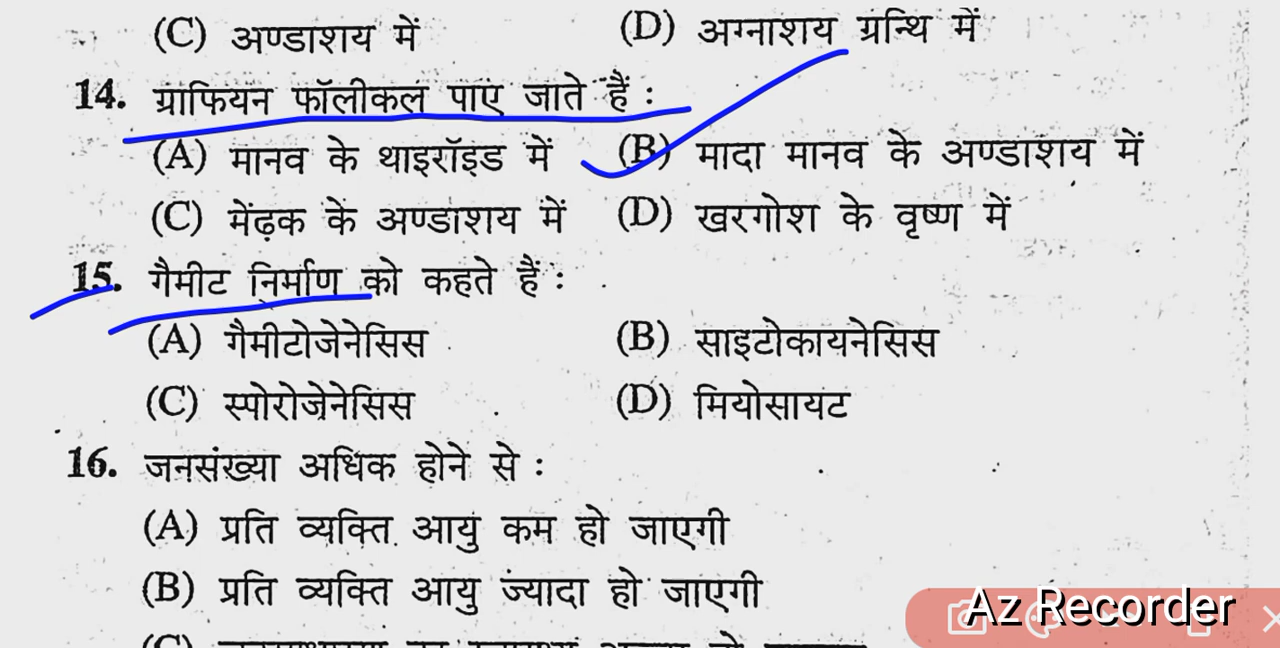 (C) अण्डाशय में (D) अग्नाशय ग्रन्थि में
14. ग्राफियन फॉलीकल पाए जाते हैं :
(A) मानव के थाइरॉइड में (B) मादा मानव के अण्डाशय में
(C) मेंढ़क के अण्डाशय में (D) खरगोश के वृष्ण में
15. गैमीट निर्माण को कहते हैं :
(A) गैमीटोजेनेसिस (B) साइटोकायनेसिस
(C) स्पोरोजेनेसिस (D) मियोसायट
16. जनसंख्या अधिक होने से :
(A) प्रति व्यक्ति आयु कम हो जाएगी
(B) प्रति व्यक्ति आयु ज्यादा हो जाएगी
(C)
Az Recorder